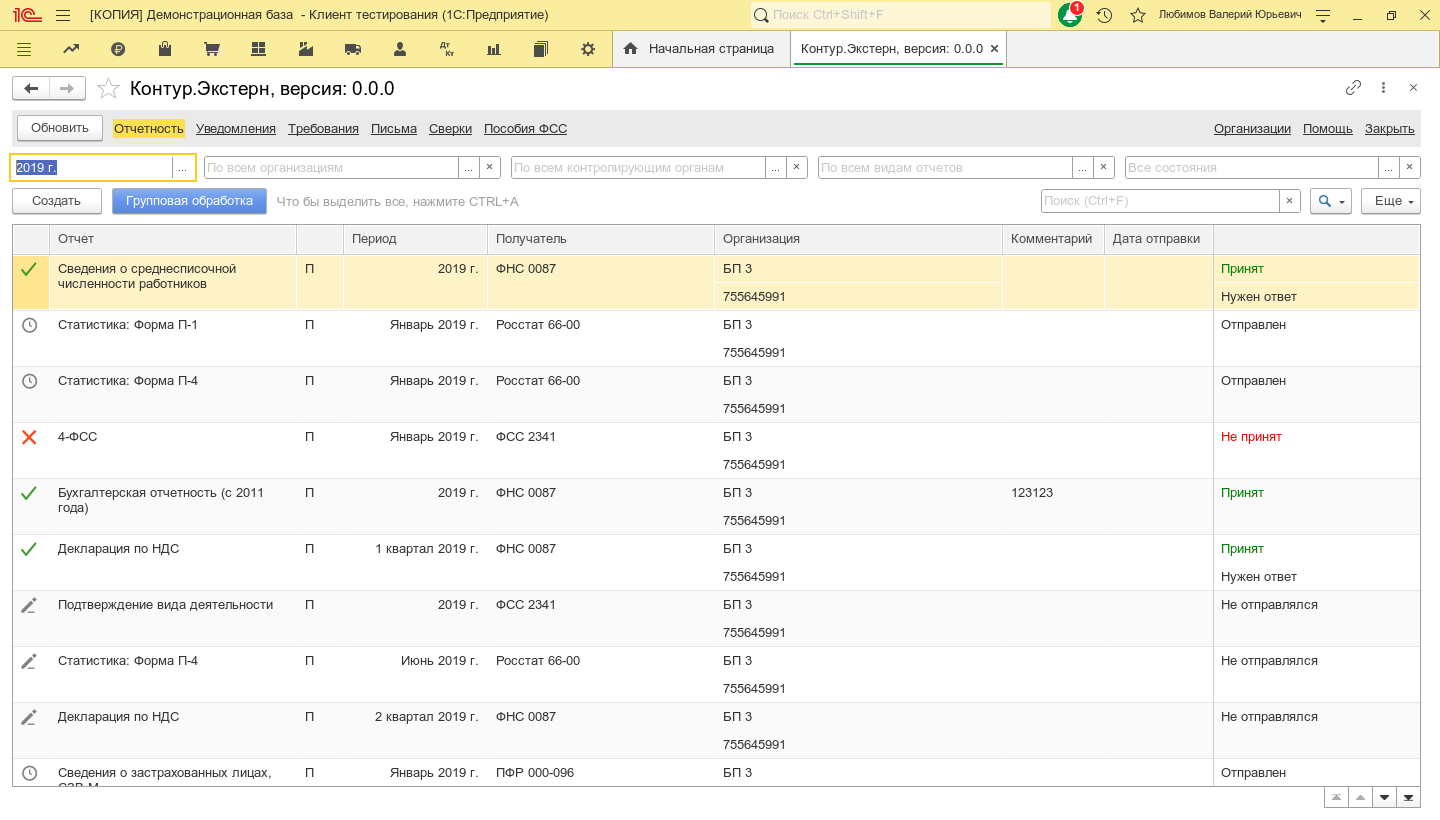 [КОПИЯ] Демонстрационная база - Клиент тестирования (1С:Предприятие)
Поиск Ctrl+Shift+F
1
Любимов Валерий Юрьевич
Дт Кт
Начальная страница
Контур.Экстерн, версия: 0.0.0 ×
Контур.Экстерн, версия: 0.0.0
Обновить Отчетность Уведомления Требования Письма Сверки Пособия ФСС Организации Помощь Закрыть
2019 г. ... По всем организациям ... × По всем контролирующим органам ... × По всем видам отчетов ... × Все состояния ... ×
Создать Групповая обработка Что бы выделить все, нажмите CTRL+A Поиск (Ctrl+F) × Еще
Отчет Период Получатель Организация Комментарий Дата отправки
Сведения о среднесписочной П 2019 г. ФНС 0087 БП 3 Принят
численности работников
755645991 Нужен ответ
Статистика: Форма П-1 П Январь 2019 г. Росстат 66-00 БП 3 Отправлен
755645991
Статистика: Форма П-4 П Январь 2019 г. Росстат 66-00 БП 3 Отправлен
755645991
4-ФСС П Январь 2019 г. ФСС 2341 БП 3 Не принят
755645991
Бухгалтерская отчетность (с 2011 П 2019 г. ФНС 0087 БП 3 123123 Принят
года)
755645991
Декларация по НДС П 1 квартал 2019 г. ФНС 0087 БП 3 Принят
755645991 Нужен ответ
Подтверждение вида деятельности П 2019 г. ФСС 2341 БП 3 Не отправлялся
755645991
Статистика: Форма П-4 П Июнь 2019 г. Росстат 66-00 БП 3 Не отправлялся
755645991
Декларация по НДС П 2 квартал 2019 г. ФНС 0087 БП 3 Не отправлялся
755645991
Сведения о застрахованных лицах, П Январь 2019 г. ПФР 000-096 БП 3 Отправлен